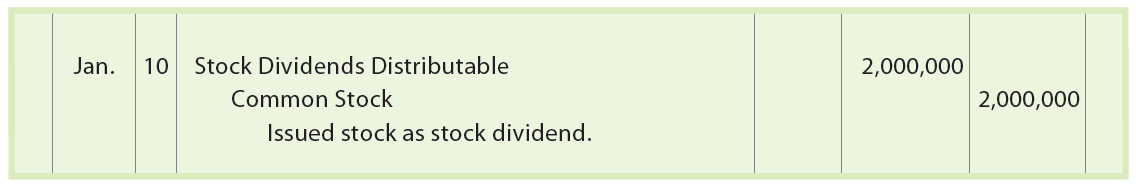 Jan. 10 Stock Dividends Distributable 2,000,000
Common Stock 2,000,000
Issued stock as stock dividend.